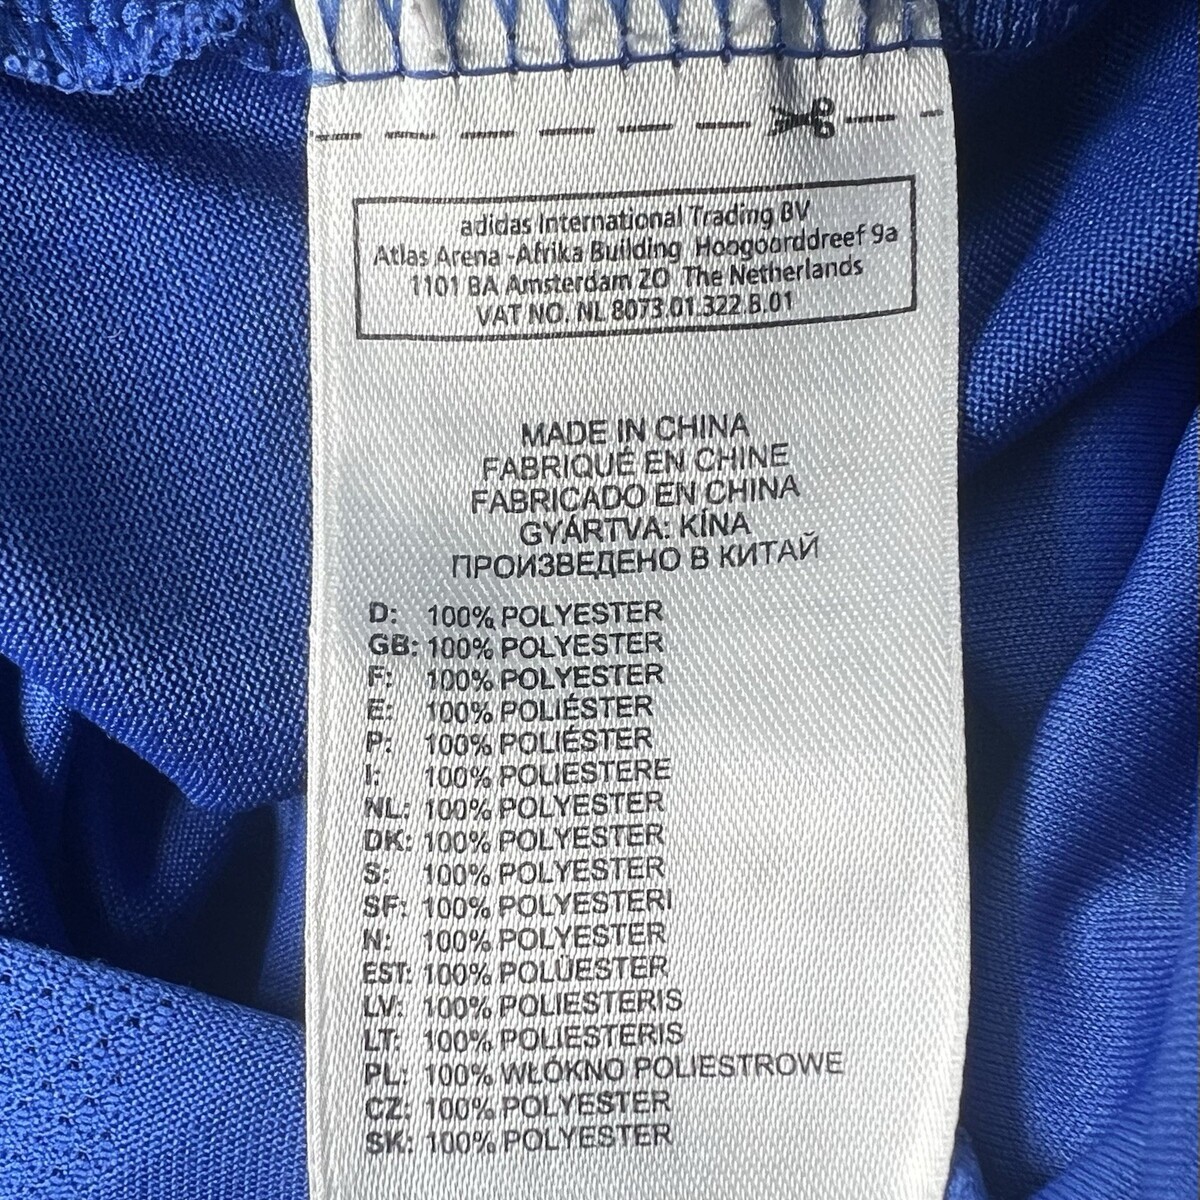 adidas International Trading BV
Atlas Arena -Afrika Building Hoogoorddreef 9a
1101 BA Amsterdam ZO The Netherlands
VAT NO. NL 8073.01.322.B.01
MADE IN CHINA
FABRIQUÉ EN CHINE
FABRICADO EN CHINA
GYÁRTVA: KÍNA
ПРОИЗВЕДЕНО В КИТАЙ
D: 100% POLYESTER
GB: 100% POLYESTER
F: 100% POLYESTER
E: 100% POLIÉSTER
P: 100% POLIÉSTER
I: 100% POLIESTERE
NL: 100% POLYESTER
DK: 100% POLYESTER
S: 100% POLYESTER
SF: 100% POLYESTERI
N: 100% POLYESTER
EST: 100% POLÜESTER
LV: 100% POLIESTERIS
LT: 100% POLIESTERIS
PL: 100% WŁÓKNO POLIESTROWE
CZ: 100% POLYESTER
SK: 100% POLYESTER